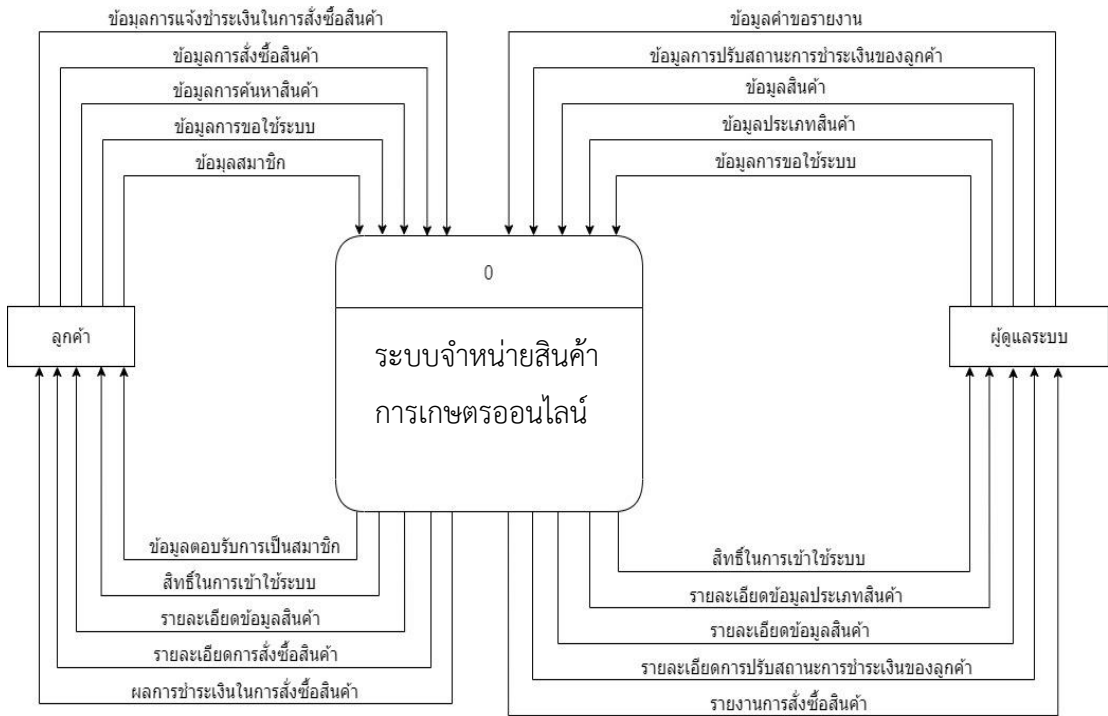 ข้อมูลการแจ้งชำระเงินในการสั่งซื้อสินค้า
ข้อมูลการสั่งซื้อสินค้า
ข้อมูลการค้นหาสินค้า
ข้อมูลการขอใช้ระบบ
ข้อมุลสมาชิก
ข้อมูลคำขอรายงาน
ข้อมูลการปรับสถานะการชำระเงินของลูกค้า
ข้อมูลสินค้า
ข้อมูลประเภทสินค้า
ข้อมูลการขอใช้ระบบ
0
ลูกค้า
ระบบจำหน่ายสินค้า
การเกษตรออนไลน์
ผู้ดูแลระบบ
ข้อมูลตอบรับการเป็นสมาชิก
สิทธิ์ในการเข้าใช้ระบบ
รายละเอียดข้อมูลสินค้า
รายละเอียดการสั่งซื้อสินค้า
ผลการชำระเงินในการสั่งซื้อสินค้า
สิทธิ์ในการเข้าใช้ระบบ
รายละเอียดข้อมูลประเภทสินค้า
รายละเอียดข้อมูลสินค้า
รายละเอียดการปรับสถานะการชำระเงินของลูกค้า
รายงานการสั่งซื้อสินค้า